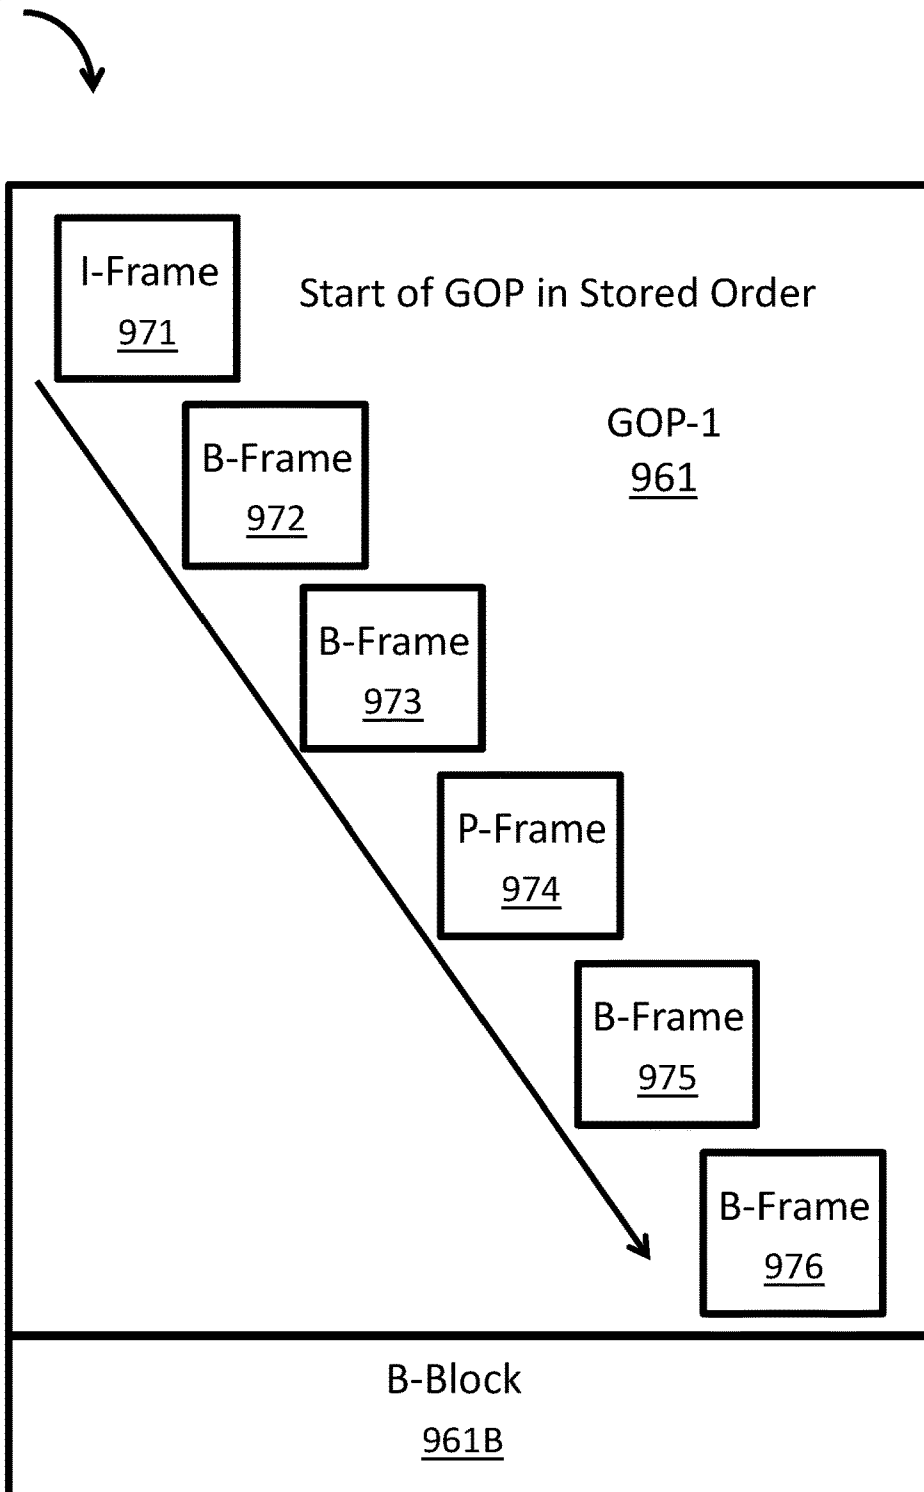 I-Frame
971
Start of GOP in Stored Order
B-Frame
972
GOP-1
961
B-Frame
973
P-Frame
974
B-Frame
975
B-Frame
976
B-Block
961B